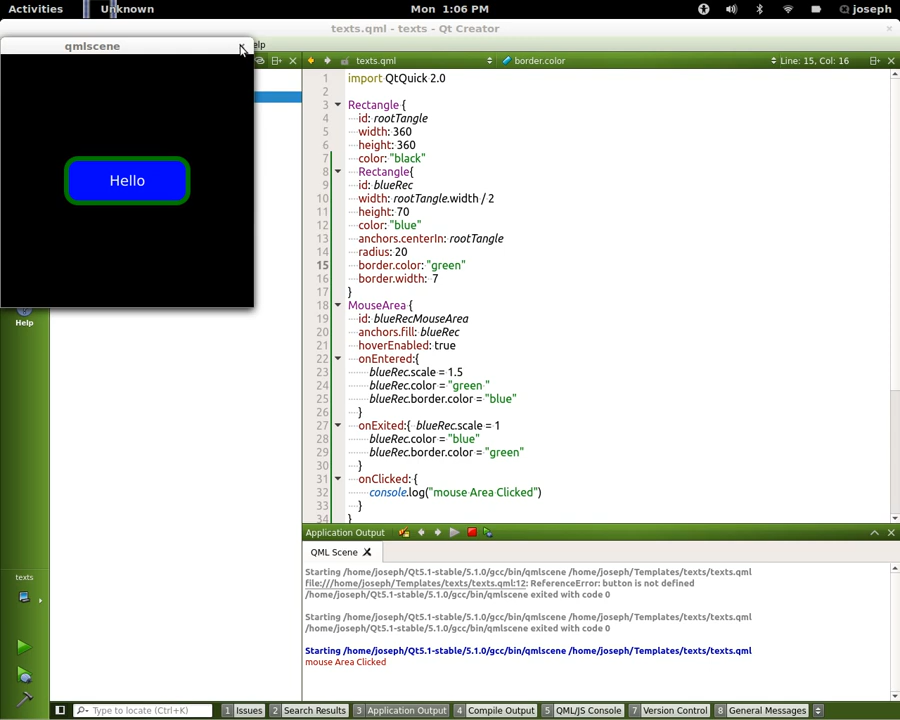 Activities Unknown Mon 1:06 PM joseph
texts.qml - texts - Qt Creator
qmlscene elp
texts.qml border.color Line: 15, Col: 16
Hello
1 import QtQuick 2.0
2
3 Rectangle {
4 id: rootTangle
5 width: 360
6 height: 360
7 color: "black"
8 Rectangle{
9 id: blueRec
10 width: rootTangle.width / 2
11 height: 70
12 color: "blue"
13 anchors.centerIn: rootTangle
14 radius: 20
15 border.color: "green"
16 border.width: 7
17 }
18 MouseArea {
19 id: blueRecMouseArea
20 anchors.fill: blueRec
21 hoverEnabled: true
22 onEntered:{
23 blueRec.scale = 1.5
24 blueRec.color = "green "
25 blueRec.border.color = "blue"
26 }
27 onExited:{ blueRec.scale = 1
28 blueRec.color = "blue"
29 blueRec.border.color = "green"
30 }
31 onClicked: {
32 console.log("mouse Area Clicked")
33 }
34 }
Help
texts
Application Output
QML Scene
Starting /home/joseph/Qt5.1-stable/5.1.0/gcc/bin/qmlscene /home/joseph/Templates/texts/texts.qml
file:///home/joseph/Templates/texts/texts.qml:12: ReferenceError: button is not defined
/home/joseph/Qt5.1-stable/5.1.0/gcc/bin/qmlscene exited with code 0
Starting /home/joseph/Qt5.1-stable/5.1.0/gcc/bin/qmlscene /home/joseph/Templates/texts/texts.qml
/home/joseph/Qt5.1-stable/5.1.0/gcc/bin/qmlscene exited with code 0
Starting /home/joseph/Qt5.1-stable/5.1.0/gcc/bin/qmlscene /home/joseph/Templates/texts/texts.qml
mouse Area Clicked
Type to locate (Ctrl+K) 1 Issues 2 Search Results 3 Application Output 4 Compile Output 5 QML/JS Console 7 Version Control 8 General Messages